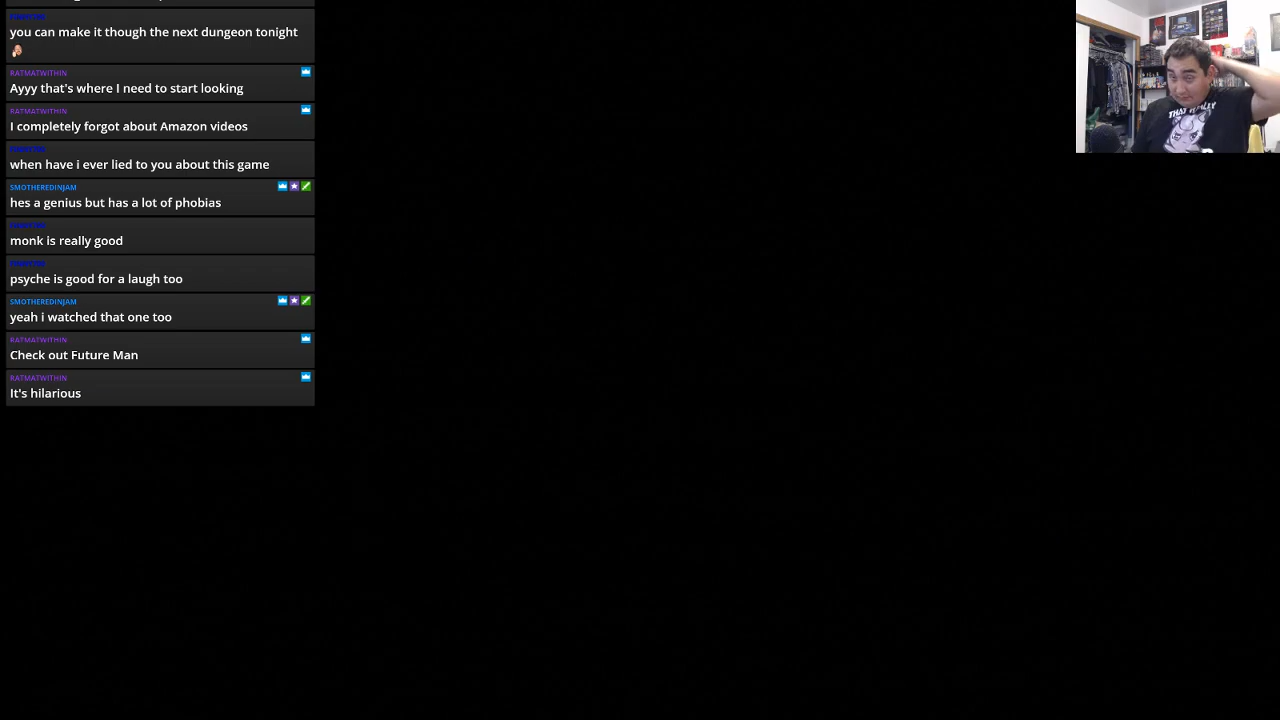 you can make it though the next dungeon tonight
RATMATWITHIN
Ayyy that's where I need to start looking
RATMATWITHIN
I completely forgot about Amazon videos
when have i ever lied to you about this game
SMOTHEREDINJAM
hes a genius but has a lot of phobias
monk is really good
psyche is good for a laugh too
SMOTHEREDINJAM
yeah i watched that one too
RATMATWITHIN
Check out Future Man
RATMATWITHIN
It's hilarious